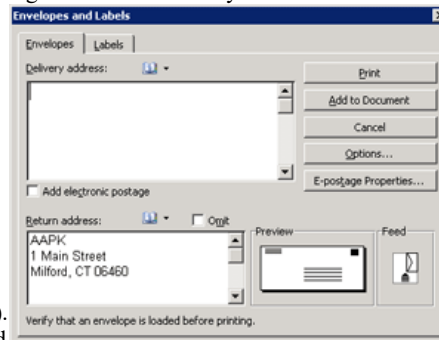 Envelopes and Labels
Envelopes Labels
Delivery address:
Print
Add to Document
Cancel
Options...
E-postage Properties...
Add electronic postage
Return address: Omit
AAPK
1 Main Street
Milford, CT 06460
Preview Feed
Verify that an envelope is loaded before printing.